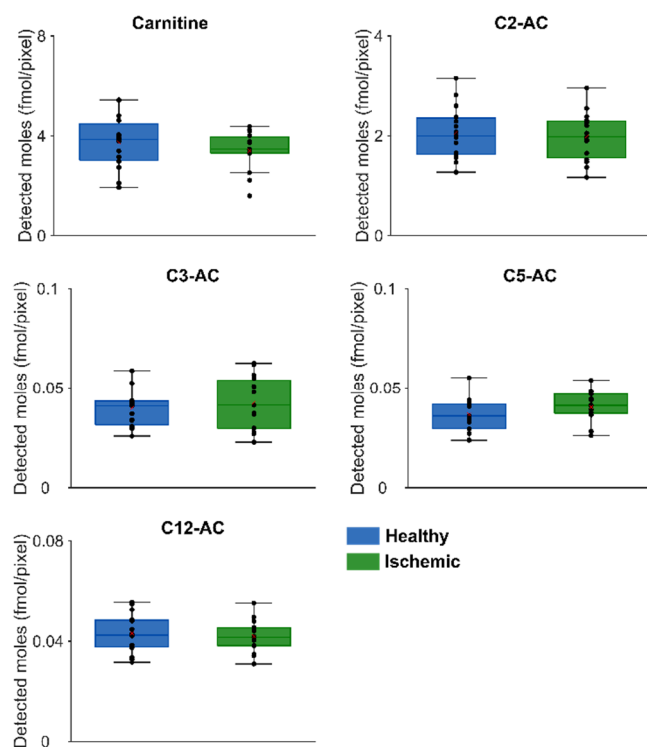 Carnitine
Detected moles (fmol/pixel)
8
4
0
C2-AC
Detected moles (fmol/pixel)
4
2
0
C3-AC
Detected moles (fmol/pixel)
0.1
0.05
0
C5-AC
Detected moles (fmol/pixel)
0.1
0.05
0
C12-AC
Detected moles (fmol/pixel)
0.08
0.04
0
Healthy
Ischemic